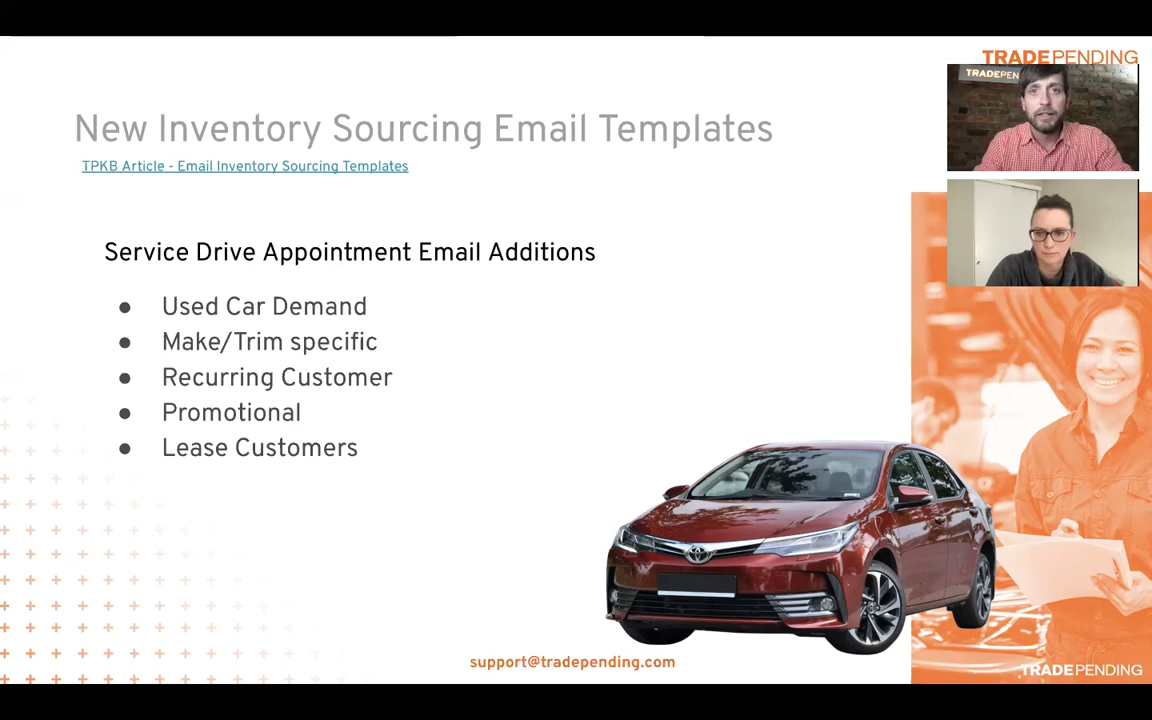 TRADEPENDING
TRADEPEN
New Inventory Sourcing Email Templates
TPKB Article - Email Inventory Sourcing Templates
Service Drive Appointment Email Additions
● Used Car Demand
● Make/Trim specific
● Recurring Customer
● Promotional
● Lease Customers
support@tradepending.com
TRADEPENDING